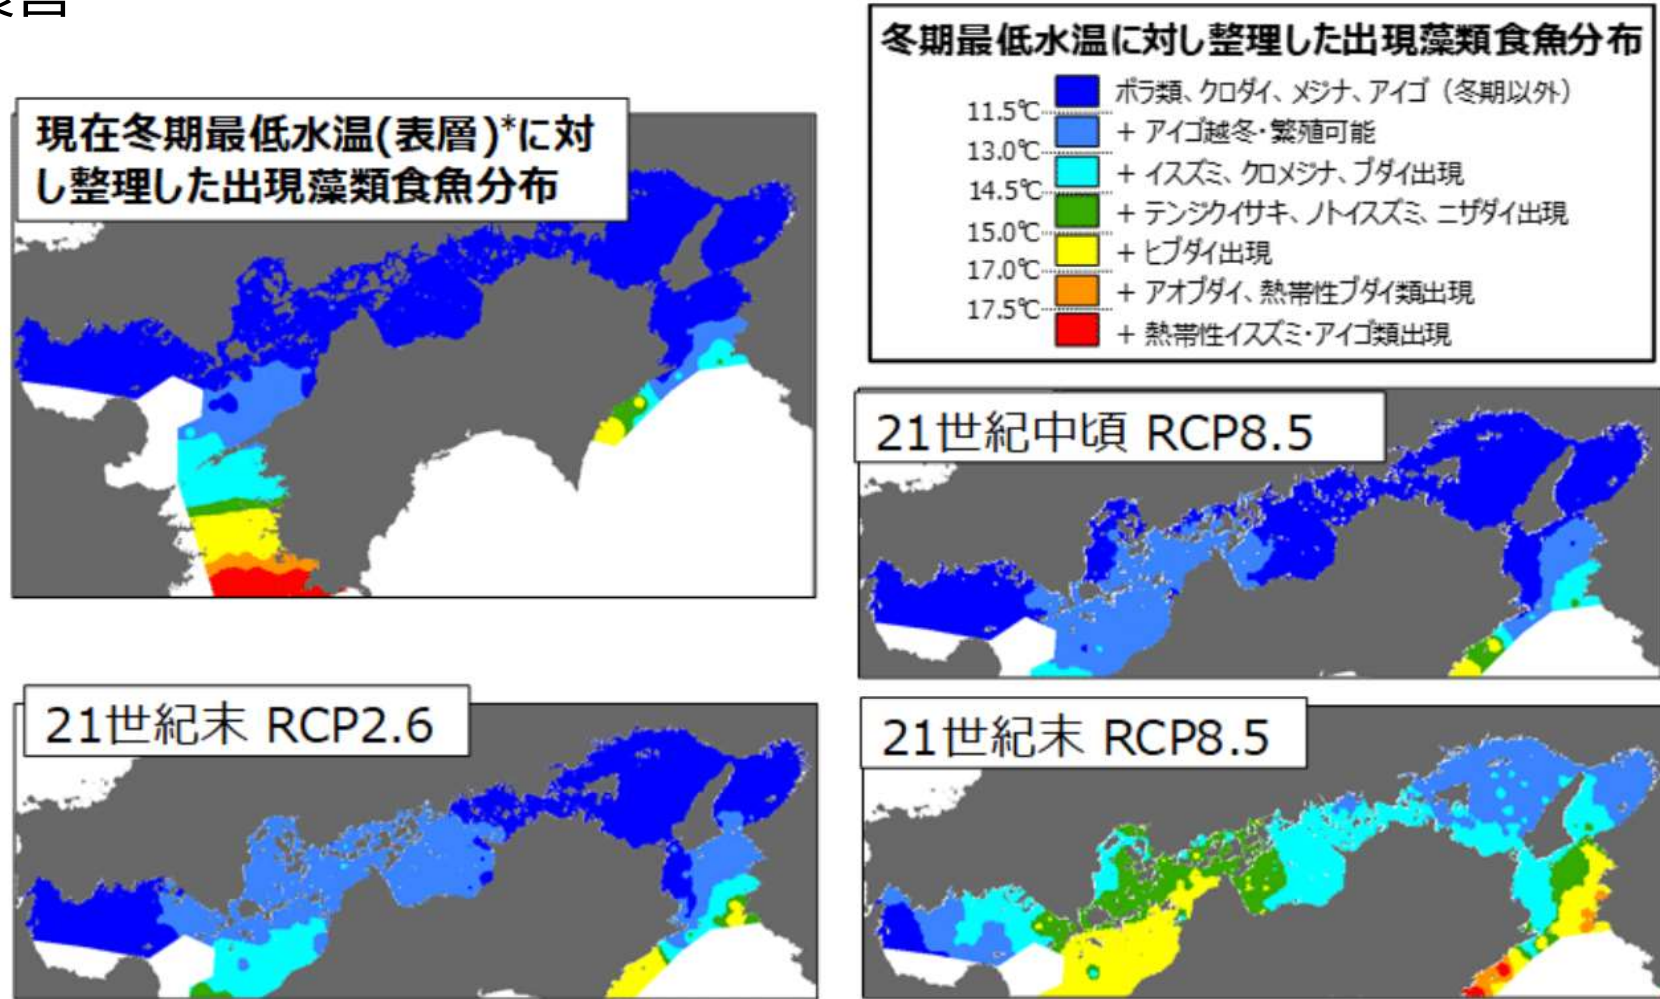 現在冬期最低水温(表層)*に対
し整理した出現藻類食魚分布
冬期最低水温に対し整理した出現藻類食魚分布
ボラ類、クロダイ、メジナ、アイゴ（冬期以外）
11.5℃
+ アイゴ越冬・繁殖可能
13.0℃
+ イスズミ、クロメジナ、ブダイ出現
14.5℃
+ テンジクイサキ、ノトイスズミ、ニザダイ出現
15.0℃
+ ヒブダイ出現
17.0℃
+ アオブダイ、熱帯性ブダイ類出現
17.5℃
+ 熱帯性イスズミ・アイゴ類出現
21世紀中頃 RCP8.5
21世紀末 RCP2.6
21世紀末 RCP8.5